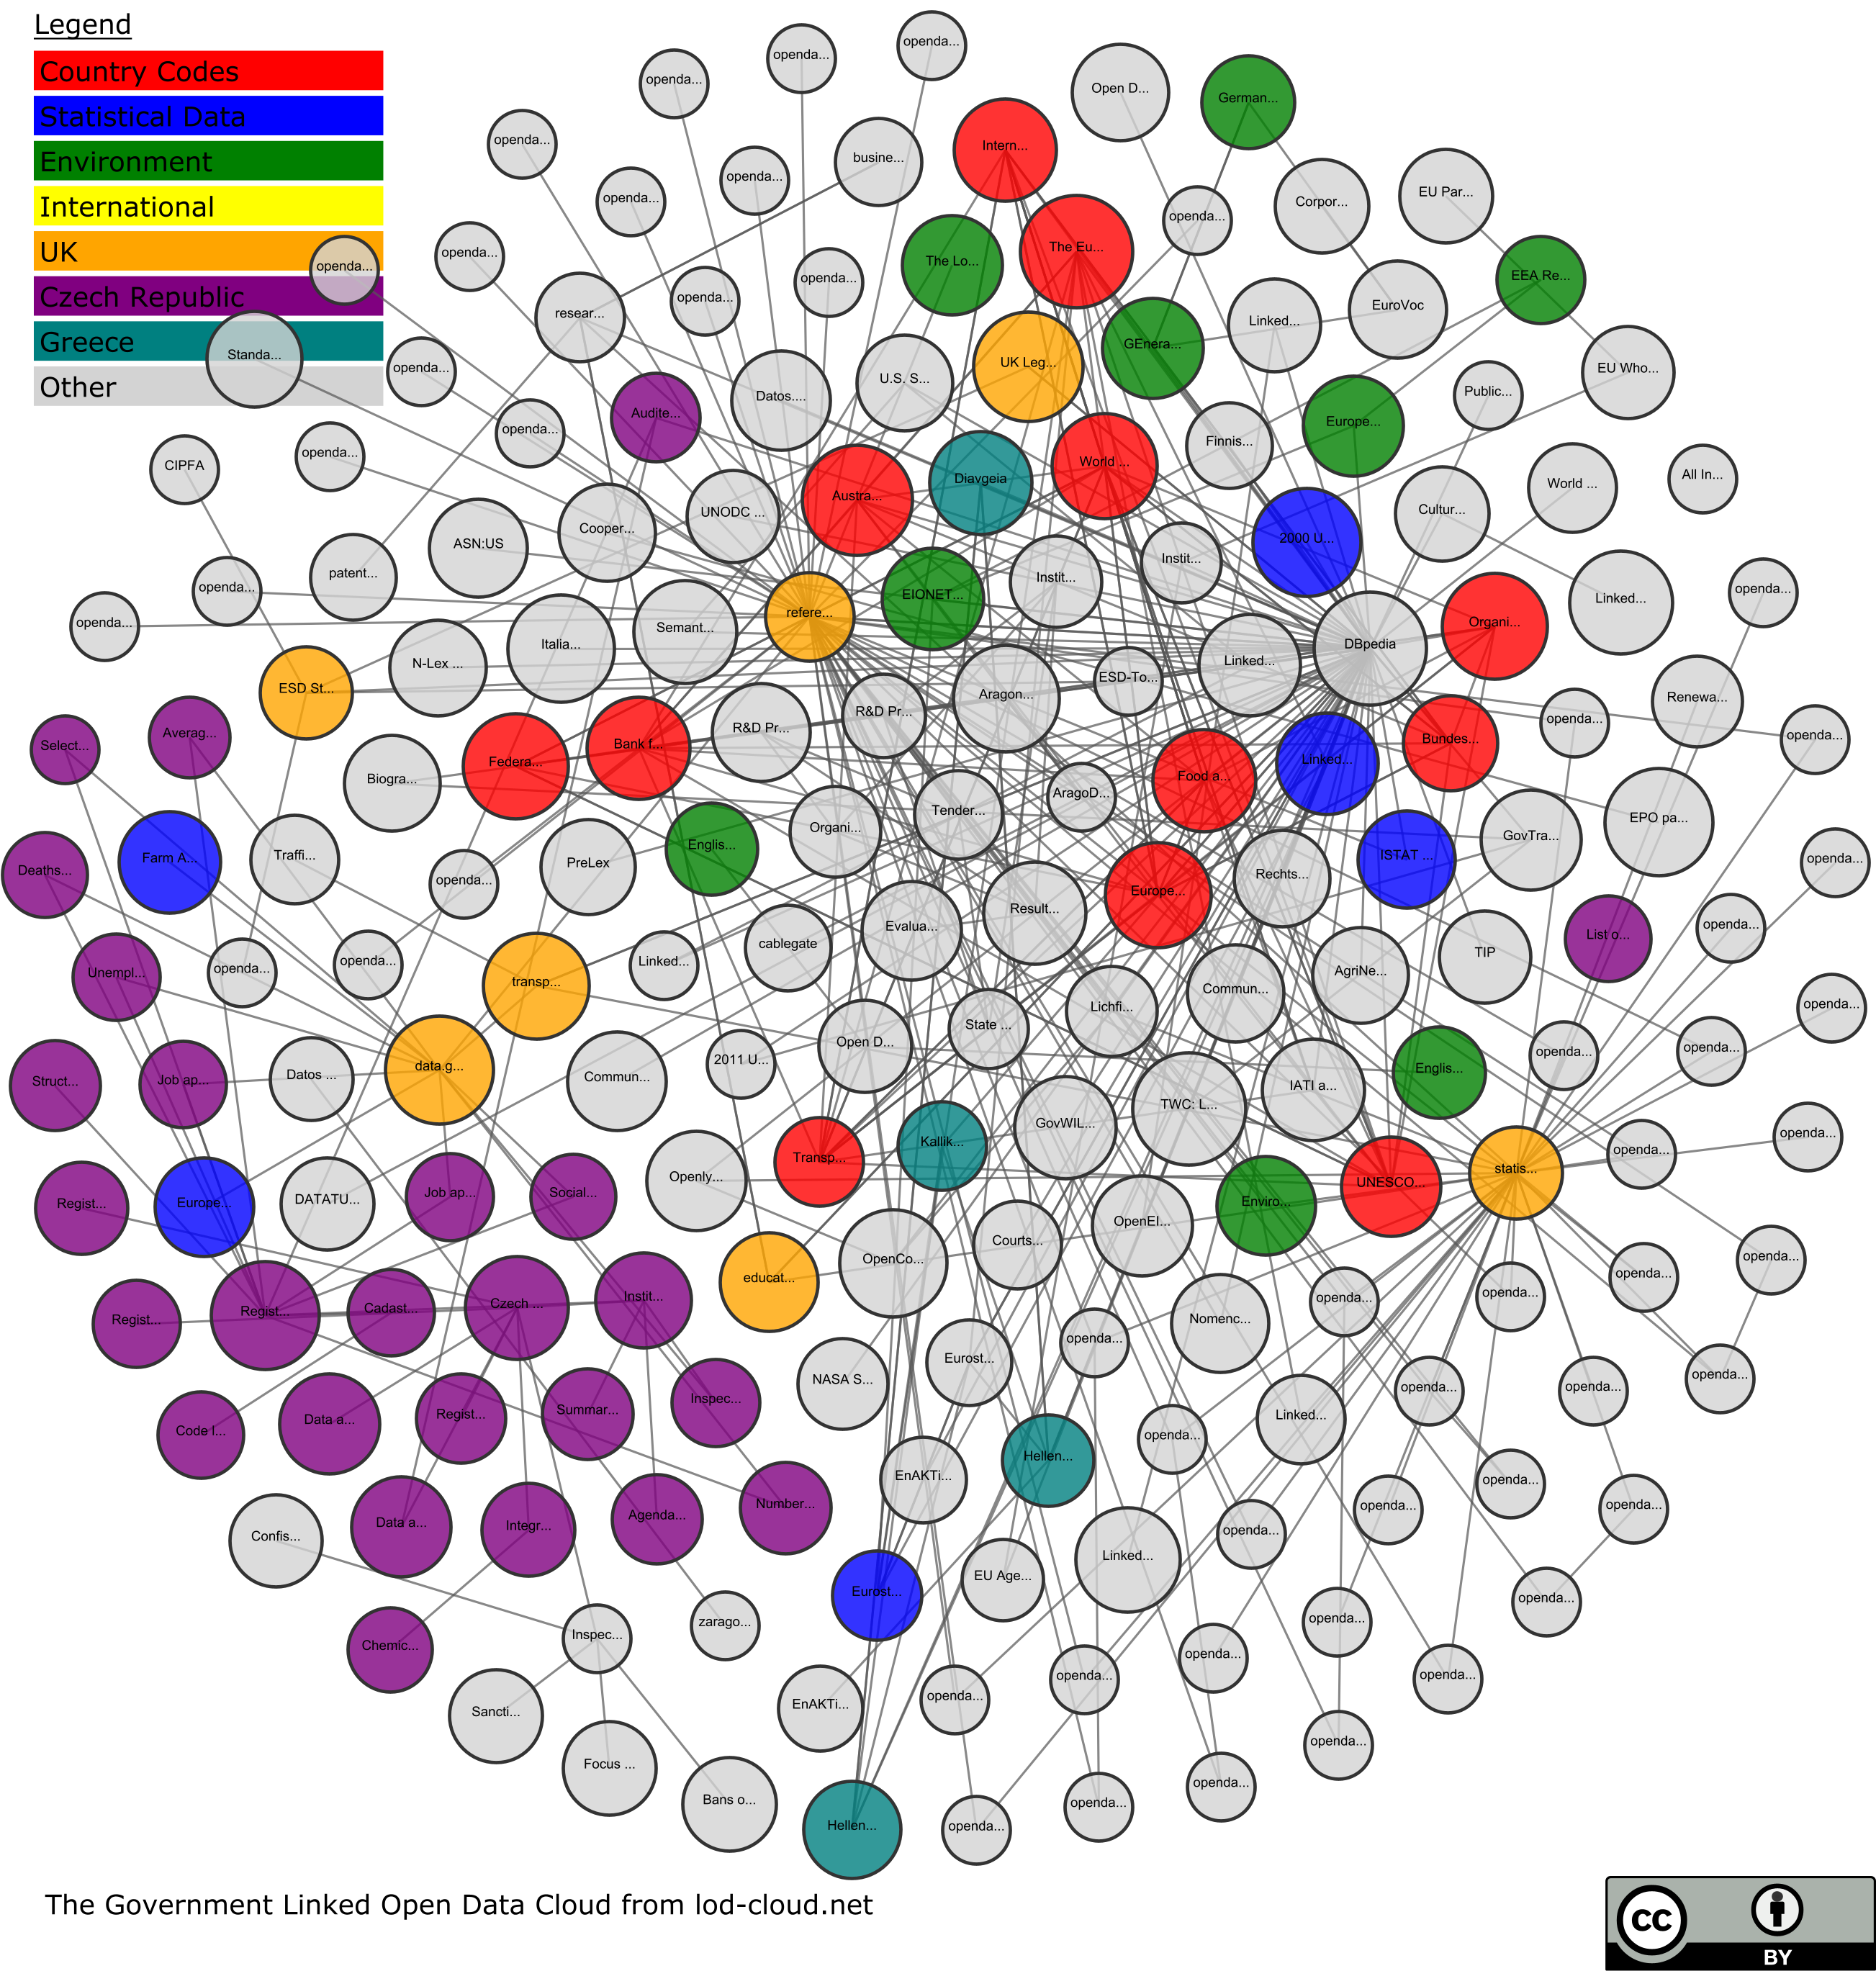 Legend
Country Codes
Statistical Data
Environment
International
UK
Czech Republic
Greece
Other
openda...
openda...
openda...
Open D...
German...
openda...
busine...
Intern...
openda...
EU Par...
openda...
Corpor...
openda...
The Eu...
openda...
The Lo...
openda...
EEA Re...
openda...
openda...
EuroVoc
resear...
Linked...
GEnera...
Standa...
UK Leg...
EU Who...
openda...
U.S. S...
Public...
Datos....
Audite...
Finnis...
Europe...
openda...
openda...
CIPFA
World ...
Diavgeia
All In...
World ...
Austra...
Cultur...
UNODC ...
Cooper...
2000 U...
ASN:US
Instit...
patent...
Instit...
openda...
openda...
EIONET...
Linked...
refere...
openda...
Organi...
Semant...
Italia...
DBpedia
N-Lex ...
Linked...
ESD-To...
ESD St...
Aragon...
Renewa...
R&D Pr...
openda...
R&D Pr...
Averag...
openda...
Select...
Bank f...
Bundes...
Federa...
Linked...
Food a...
Biogra...
AragoD...
Tender...
EPO pa...
Organi...
GovTra...
Englis...
Farm A...
Traffi...
ISTAT ...
openda...
PreLex
Deaths...
Rechts...
openda...
Europe...
Result...
Evalua...
openda...
List o...
cablegate
TIP
Linked...
openda...
Unempl...
openda...
AgriNe...
transp...
Commun...
Lichfi...
openda...
State ...
Open D...
openda...
openda...
2011 U...
data.g...
Englis...
Datos ...
Commun...
Job ap...
Struct...
IATI a...
TWC: L...
GovWIL...
openda...
Kallik...
openda...
Transp...
statis...
Openly...
UNESCO...
Job ap...
Social...
Regist...
Europe...
DATATU...
Enviro...
OpenEI...
Courts...
openda...
OpenCo...
educat...
openda...
openda...
Instit...
openda...
Czech ...
Cadast...
Regist...
Regist...
Nomenc...
openda...
Eurost...
openda...
NASA S...
openda...
openda...
Inspec...
Summar...
Regist...
Data a...
Linked...
Code l...
openda...
Hellen...
EnAKTi...
openda...
Number...
openda...
openda...
Agenda...
Data a...
Integr...
openda...
Confis...
Linked...
EU Age...
Eurost...
openda...
zarago...
openda...
Inspec...
Chemic...
openda...
openda...
openda...
openda...
EnAKTi...
Sancti...
openda...
Focus ...
openda...
Bans o...
openda...
Hellen...
openda...
The Government Linked Open Data Cloud from lod-cloud.net
cc
BY